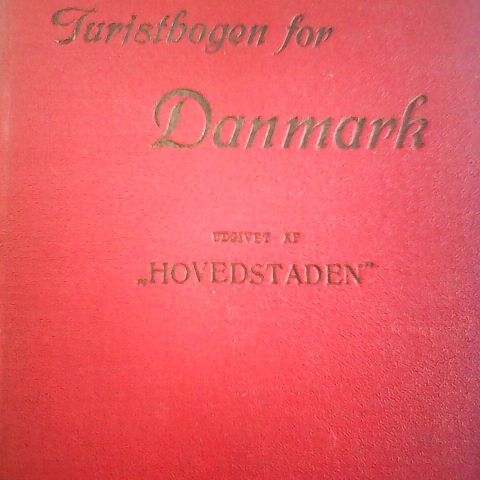 Turistbogen for
Danmark
UDGIVET AF
„HOVEDSTADEN”